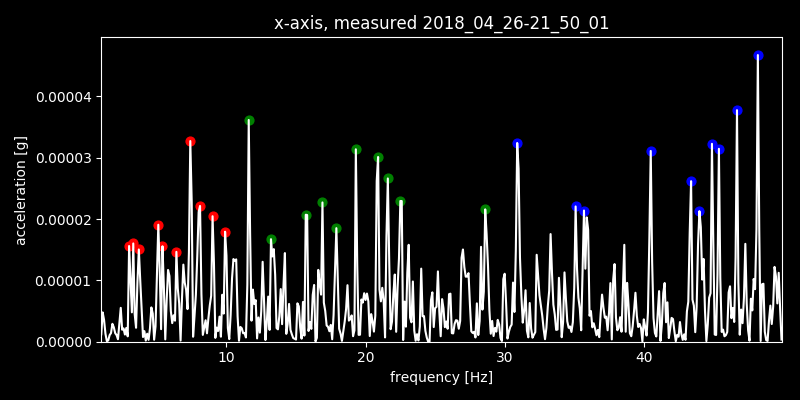 x-axis, measured 2018_04_26-21_50_01
acceleration [g]
0.00004
0.00003
0.00002
0.00001
0.00000
10 20 30 40
frequency [Hz]